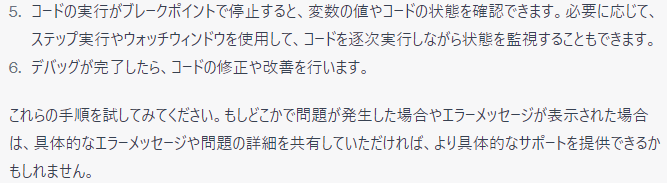 5. コードの実行がブレークポイントで停止すると、変数の値やコードの状態を確認できます。必要に応じて、
ステップ実行やウォッチウィンドウを使用して、コードを逐次実行しながら状態を監視することもできます。
6. デバッグが完了したら、コードの修正や改善を行います。
これらの手順を試してみてください。もしどこかで問題が発生した場合やエラーメッセージが表示された場合
は、具体的なエラーメッセージや問題の詳細を共有していただければ、より具体的なサポートを提供できるか
もしれません。